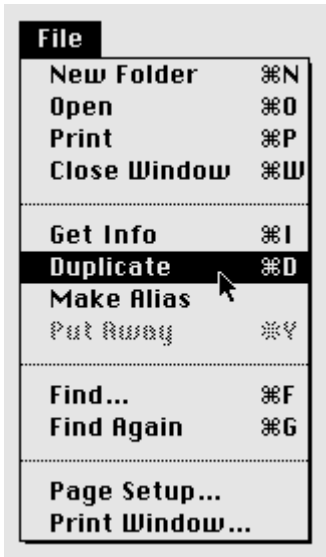 File
New Folder ⌘N
Open ⌘O
Print ⌘P
Close Window ⌘W
Get Info ⌘I
Duplicate ⌘D
Make Alias
Put Away ⌘Y
Find... ⌘F
Find Again ⌘G
Page Setup...
Print Window...